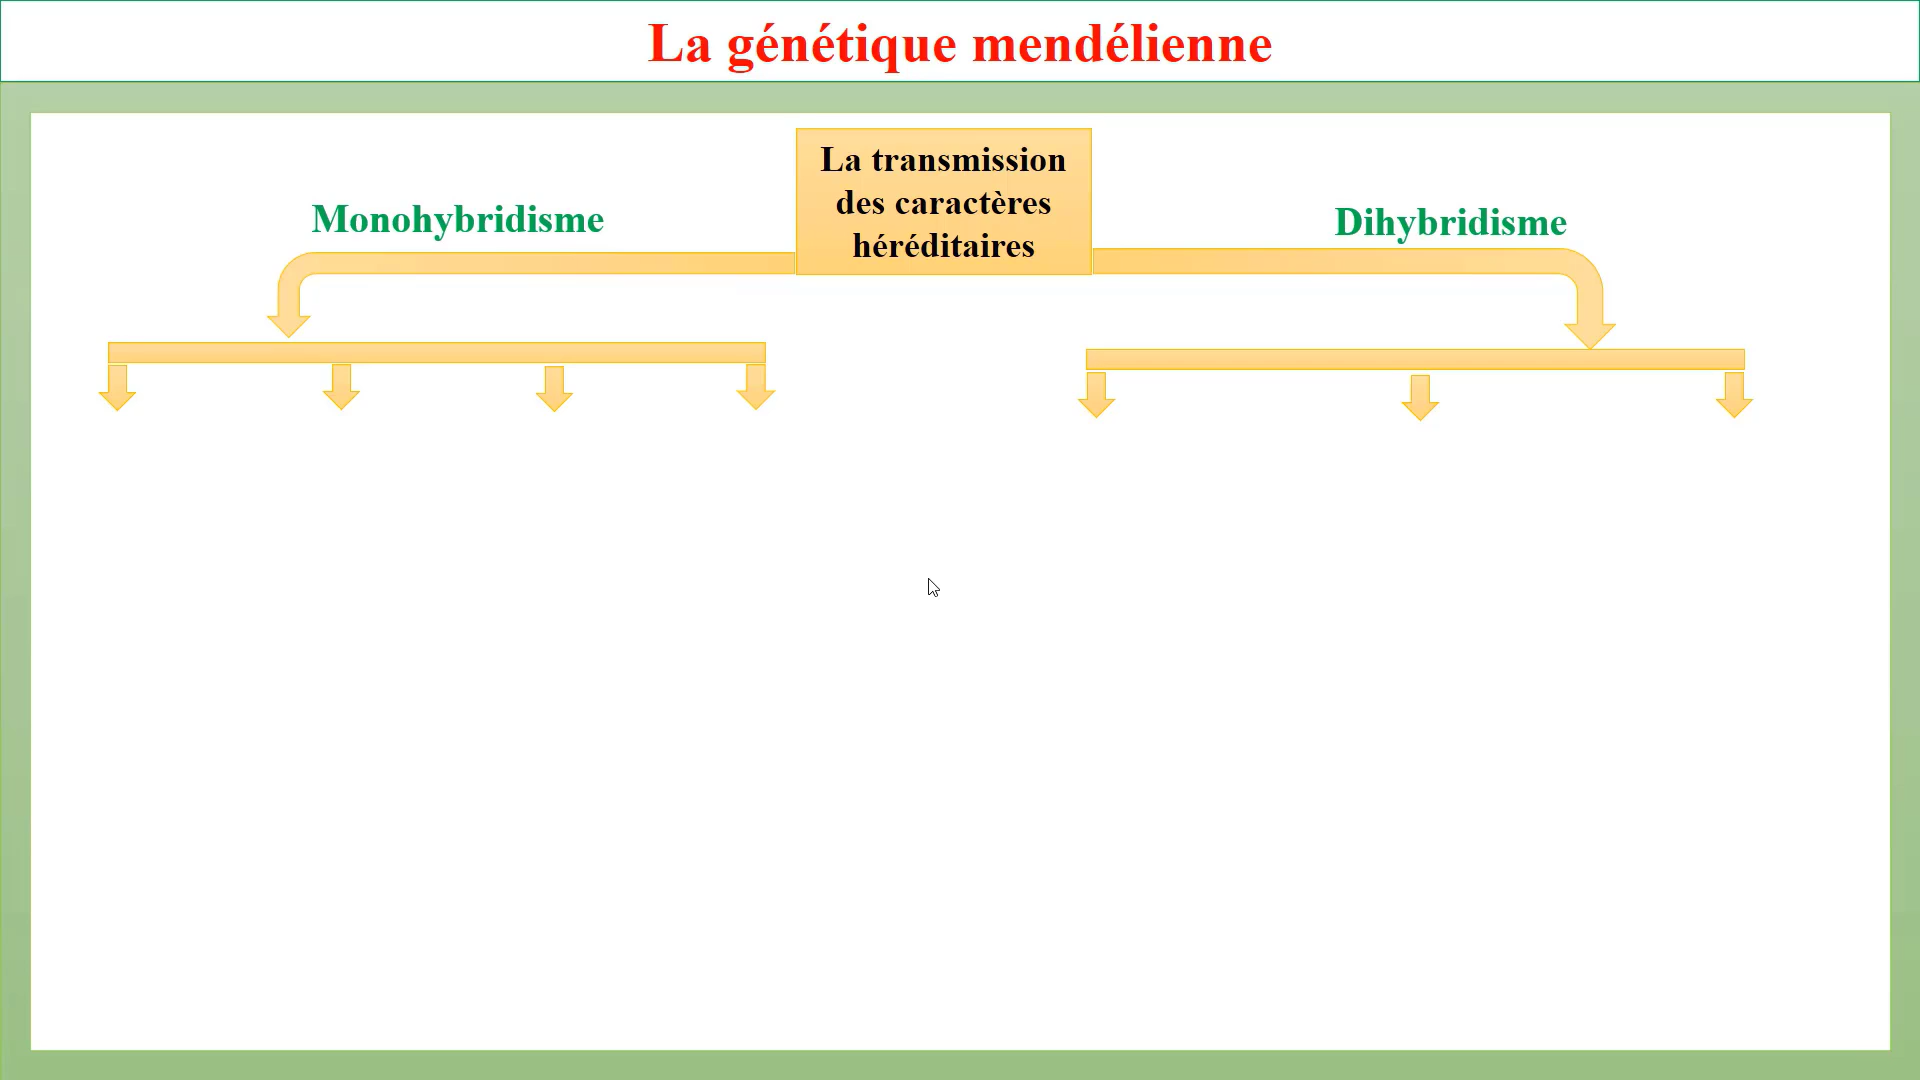 La génétique mendélienne
La transmission
des caractères
héréditaires
Monohybridisme
Dihybridisme